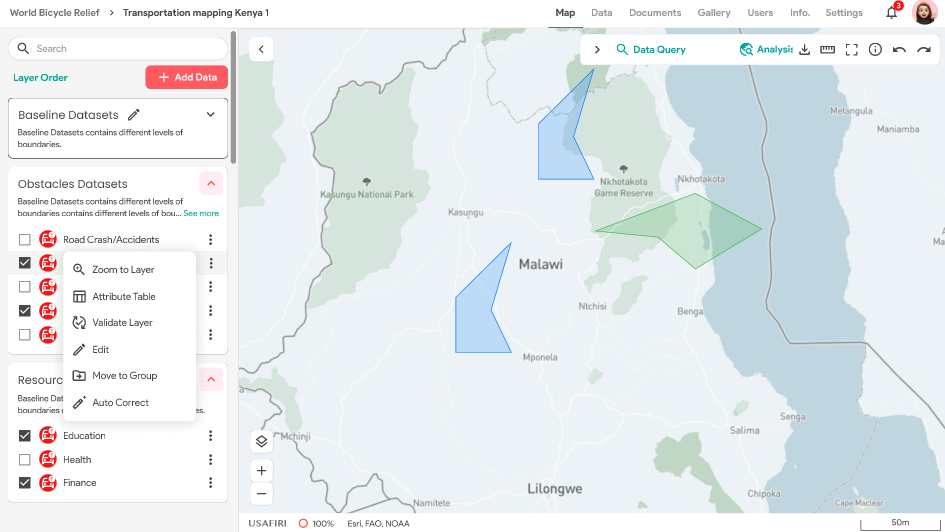 World Bicycle Relief > Transportation mapping Kenya 1
Map Data Documents Gallery Users Info. Settings 3
Search
Layer Order
+ Add Data
Baseline Datasets
Baseline Datasets contains different levels of
boundaries.
Obstacles Datasets
Baseline Datasets contains different levels of
boundaries contains different levels of bou... See more
Road Crash/Accidents
Zoom to Layer
Attribute Table
Validate Layer
Edit
Move to Group
Auto Correct
Resourc
Baseline Dat
boundaries c
es.
Education
Health
Finance
Data Query
Analysis
Metangula
Maniamba
Kasungu National Park
Nkhotakota
Game Reserve
Nkhotakota
Kasungu
Malawi
Ntchisi
Benga
Mponela
Senga
Salima
Mchinji
Lilongwe
Chipoka
Namitete
Cape Maclear
USAFIRI 100% Esri, FAO, NOAA
50m